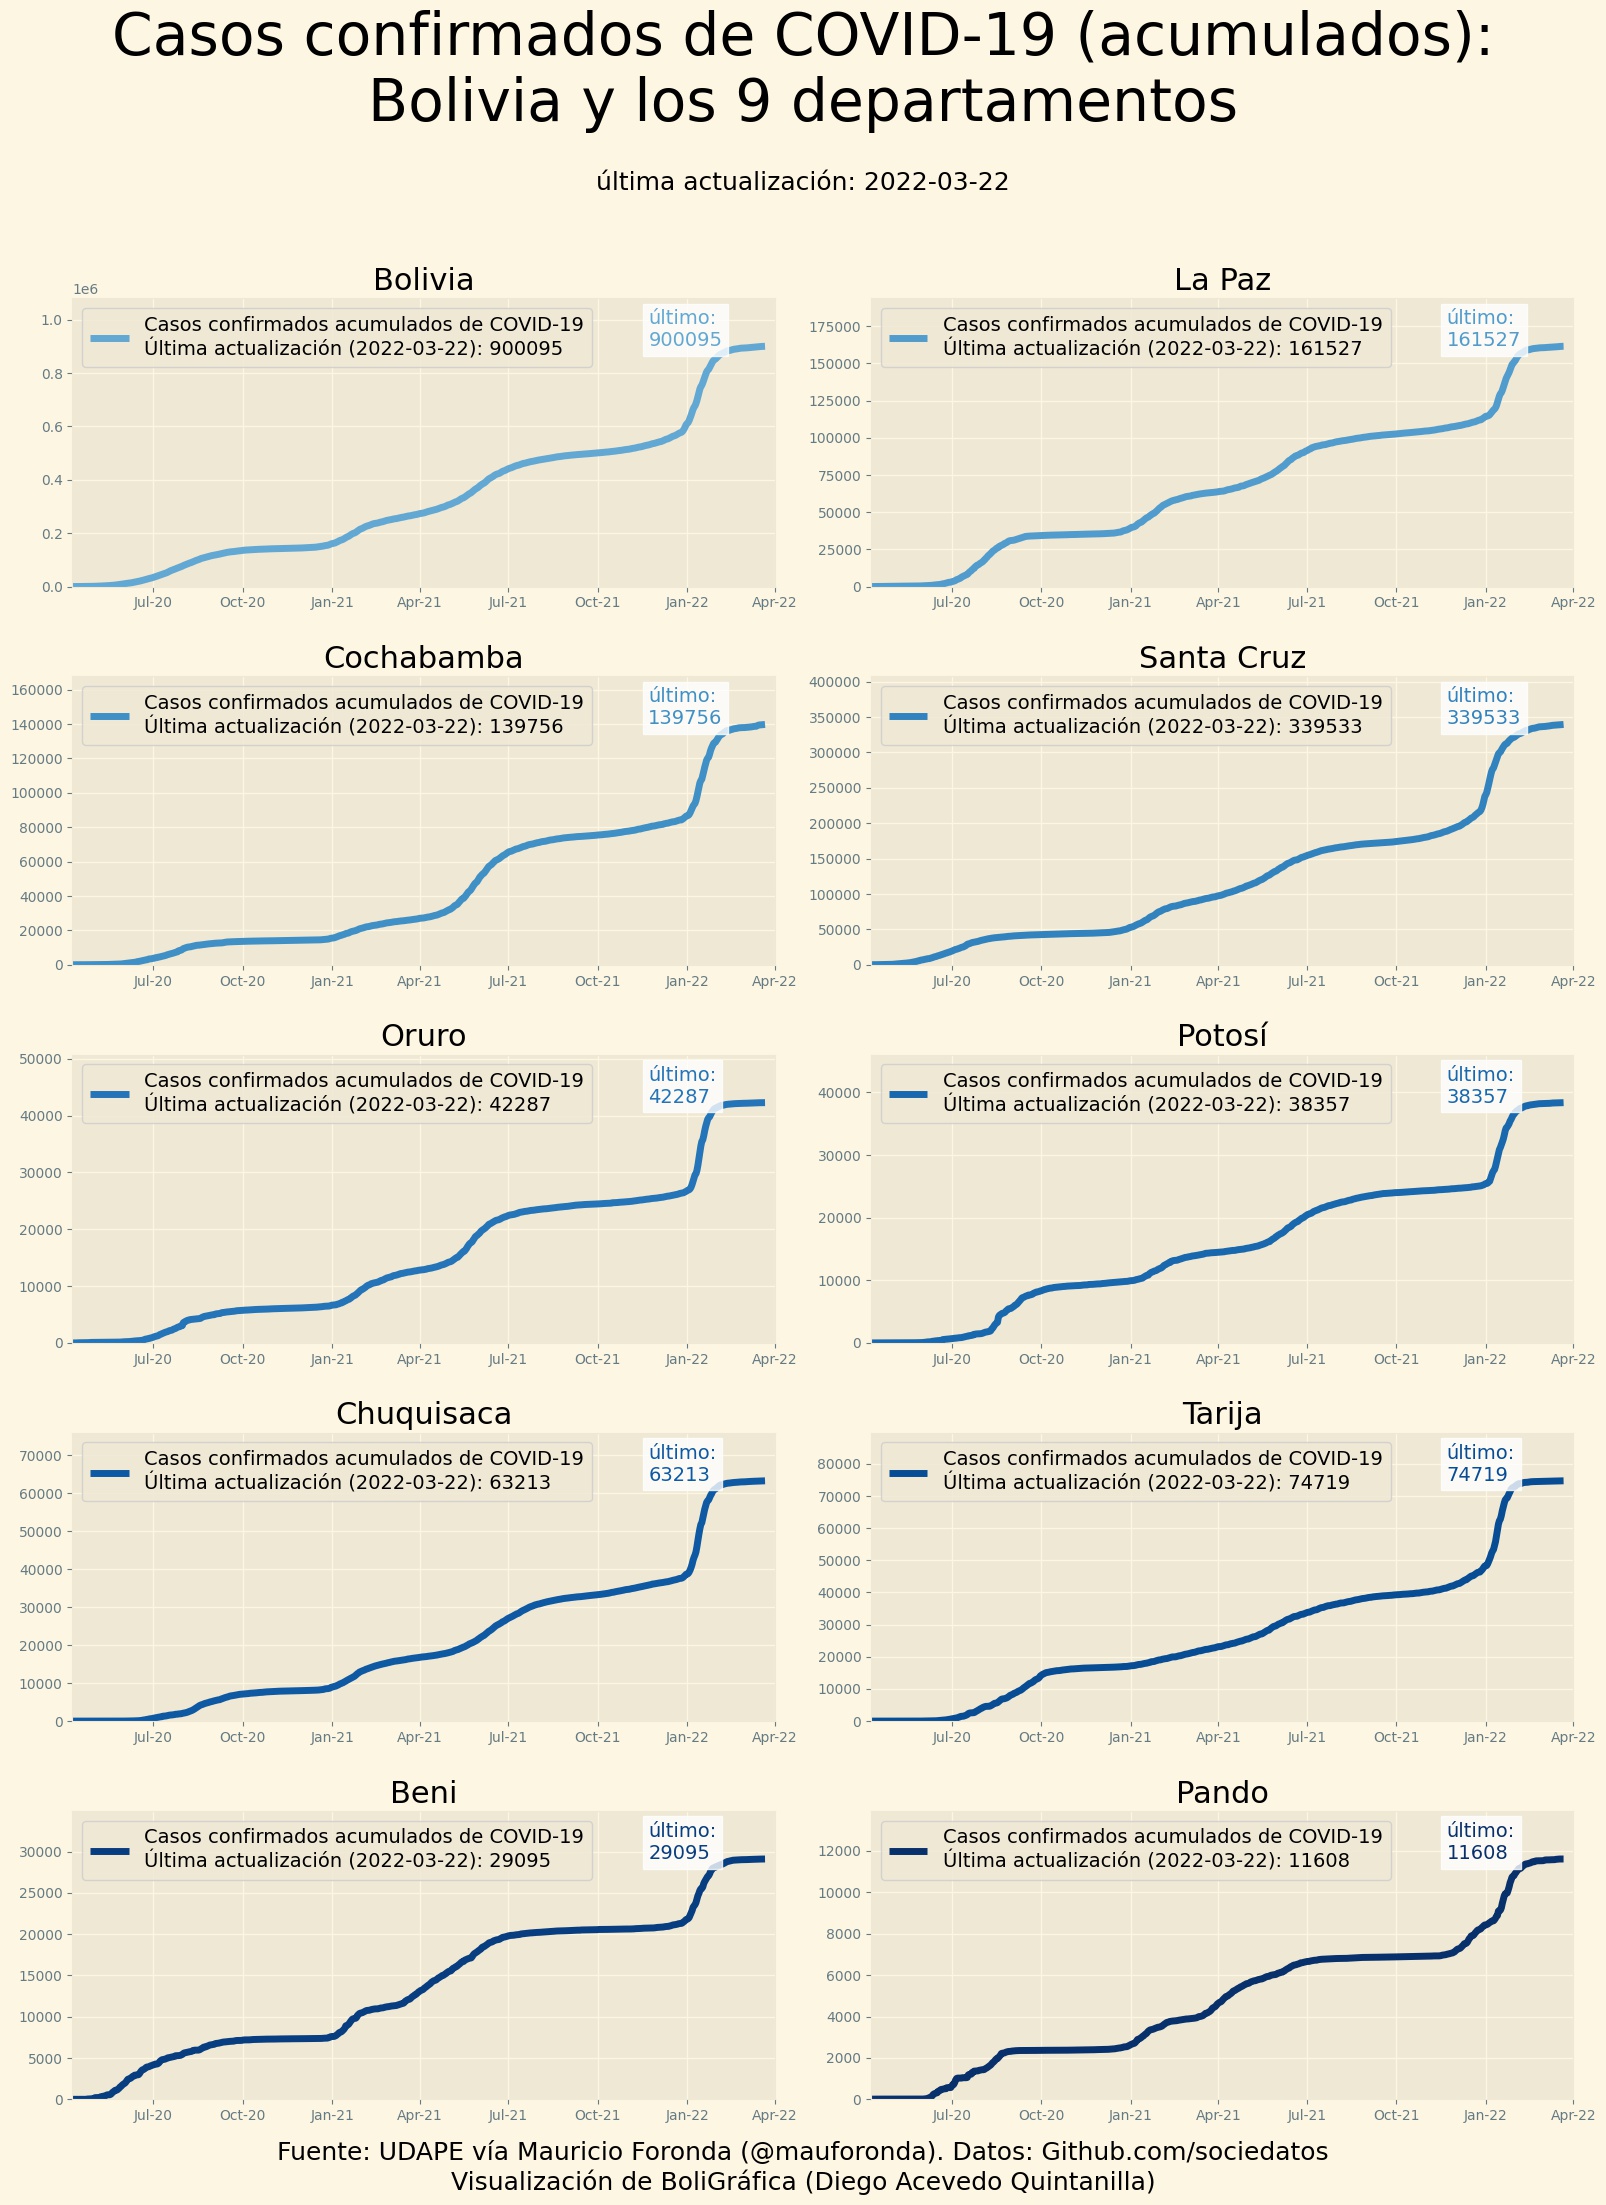 Casos confirmados de COVID-19 (acumulados):
Bolivia y los 9 departamentos
última actualización: 2022-03-22
Bolivia
1e6
Casos confirmados acumulados de COVID-19
Última actualización (2022-03-22): 900095
último:
900095
1.0
0.8
0.6
0.4
0.2
0.0
Jul-20 Oct-20 Jan-21 Apr-21 Jul-21 Oct-21 Jan-22 Apr-22
La Paz
Casos confirmados acumulados de COVID-19
Última actualización (2022-03-22): 161527
último:
161527
175000
150000
125000
100000
75000
50000
25000
0
Jul-20 Oct-20 Jan-21 Apr-21 Jul-21 Oct-21 Jan-22 Apr-22
Cochabamba
Casos confirmados acumulados de COVID-19
Última actualización (2022-03-22): 139756
último:
139756
160000
140000
120000
100000
80000
60000
40000
20000
0
Jul-20 Oct-20 Jan-21 Apr-21 Jul-21 Oct-21 Jan-22 Apr-22
Santa Cruz
Casos confirmados acumulados de COVID-19
Última actualización (2022-03-22): 339533
último:
339533
400000
350000
300000
250000
200000
150000
100000
50000
0
Jul-20 Oct-20 Jan-21 Apr-21 Jul-21 Oct-21 Jan-22 Apr-22
Oruro
Casos confirmados acumulados de COVID-19
Última actualización (2022-03-22): 42287
último:
42287
50000
40000
30000
20000
10000
0
Jul-20 Oct-20 Jan-21 Apr-21 Jul-21 Oct-21 Jan-22 Apr-22
Potosí
Casos confirmados acumulados de COVID-19
Última actualización (2022-03-22): 38357
último:
38357
40000
30000
20000
10000
0
Jul-20 Oct-20 Jan-21 Apr-21 Jul-21 Oct-21 Jan-22 Apr-22
Chuquisaca
Casos confirmados acumulados de COVID-19
Última actualización (2022-03-22): 63213
último:
63213
70000
60000
50000
40000
30000
20000
10000
0
Jul-20 Oct-20 Jan-21 Apr-21 Jul-21 Oct-21 Jan-22 Apr-22
Tarija
Casos confirmados acumulados de COVID-19
Última actualización (2022-03-22): 74719
último:
74719
80000
70000
60000
50000
40000
30000
20000
10000
0
Jul-20 Oct-20 Jan-21 Apr-21 Jul-21 Oct-21 Jan-22 Apr-22
Beni
Casos confirmados acumulados de COVID-19
Última actualización (2022-03-22): 29095
último:
29095
30000
25000
20000
15000
10000
5000
0
Jul-20 Oct-20 Jan-21 Apr-21 Jul-21 Oct-21 Jan-22 Apr-22
Pando
Casos confirmados acumulados de COVID-19
Última actualización (2022-03-22): 11608
último:
11608
12000
10000
8000
6000
4000
2000
0
Jul-20 Oct-20 Jan-21 Apr-21 Jul-21 Oct-21 Jan-22 Apr-22
Fuente: UDAPE vía Mauricio Foronda (@mauforonda). Datos: Github.com/sociedatos
Visualización de BoliGráfica (Diego Acevedo Quintanilla)